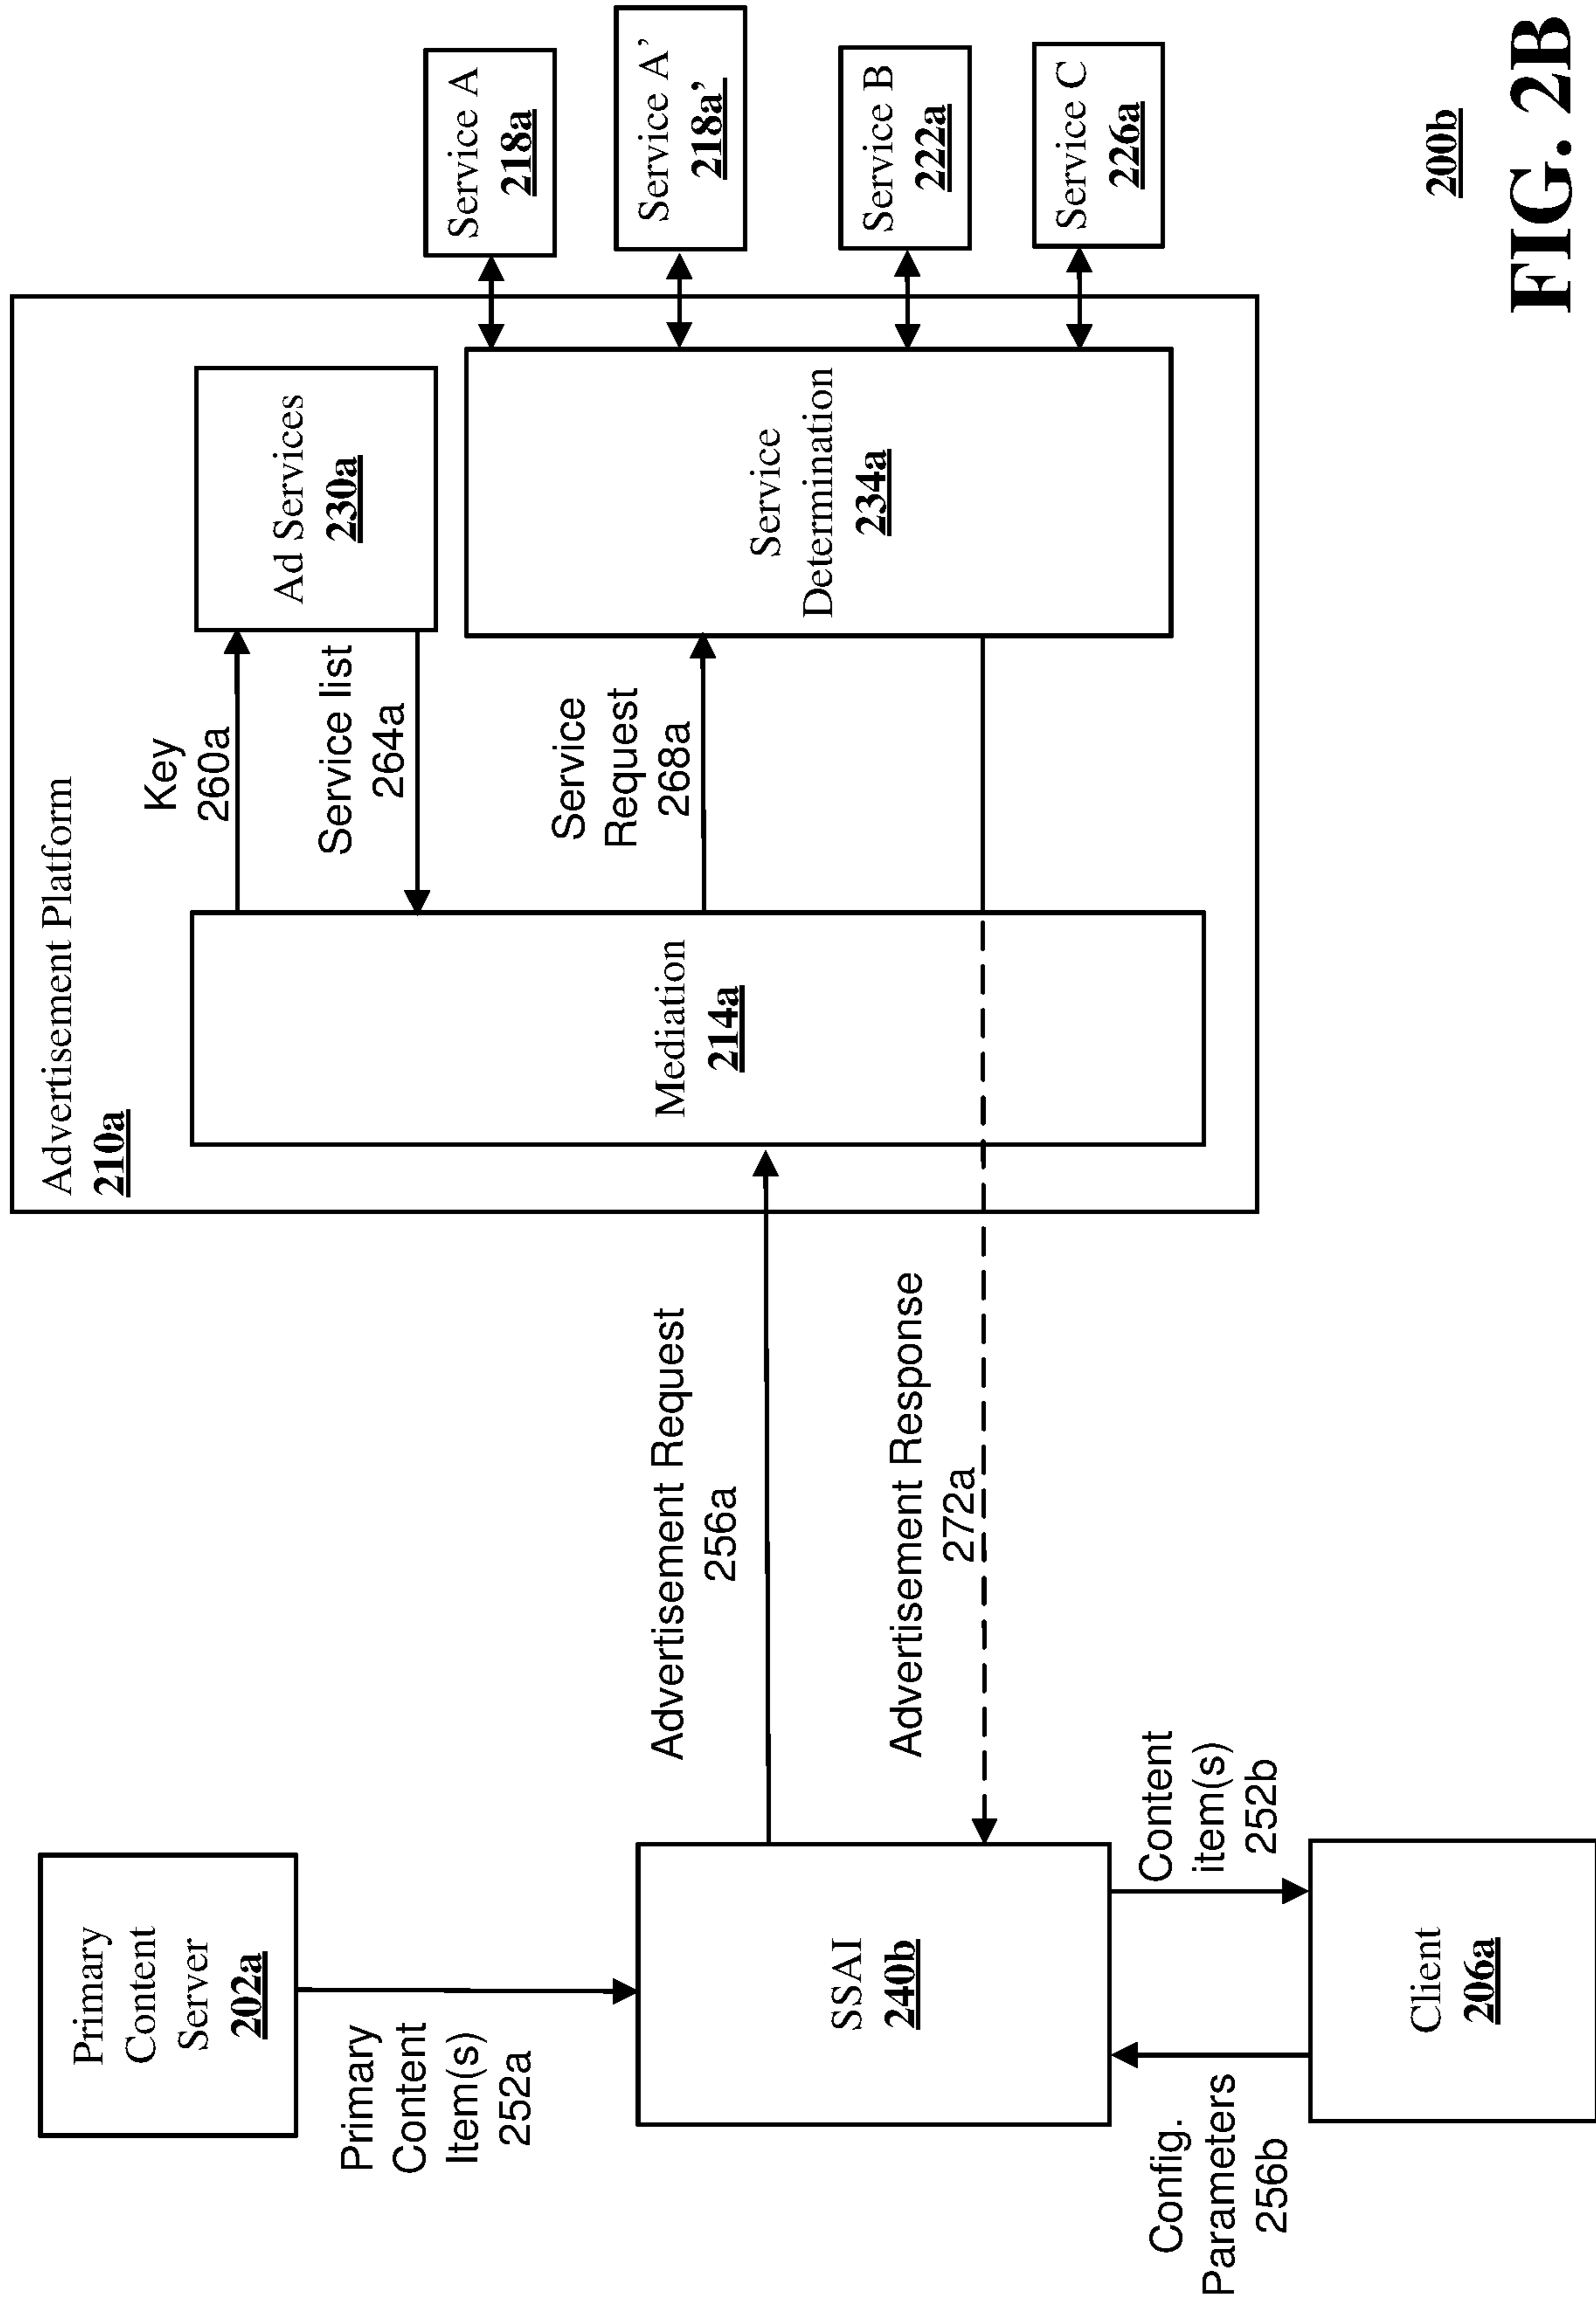 Advertisement Platform
210a
Primary
Content
Server
202a
Primary
Content
Item(s)
252a
SSAI
240b
Config.
Parameters
256b
Content
item(s)
252b
Client
206a
Advertisement Request
256a
Advertisement Response
272a
Mediation
214a
Key
260a
Service list
264a
Service
Request
268a
Ad Services
230a
Service
Determination
234a
Service A
218a
Service A'
218a'
Service B
222a
Service C
226a
200b
FIG. 2B